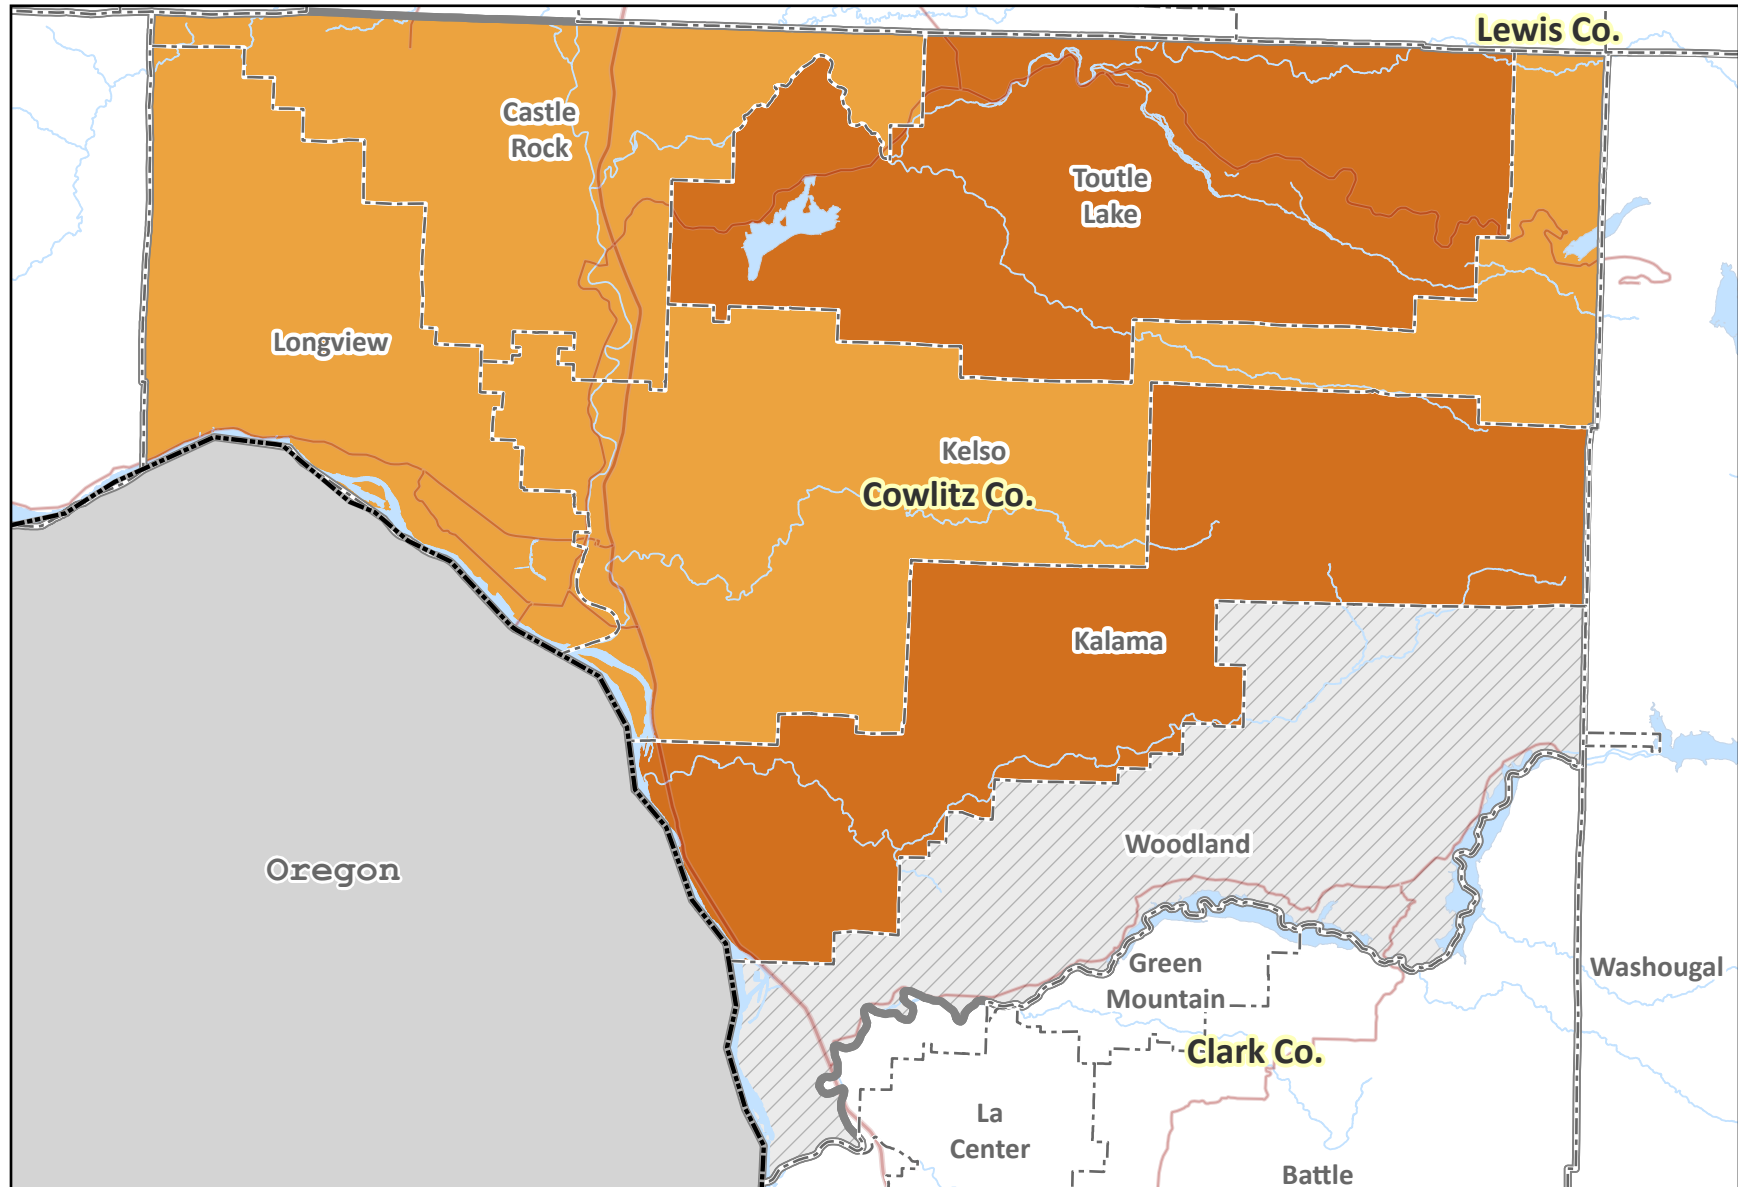 Lewis Co.
Castle
Rock
Toutle
Lake
Longview
Kelso
Cowlitz Co.
Kalama
Woodland
Oregon
Green
Mountain
Washougal
Clark Co.
La
Center
Battle